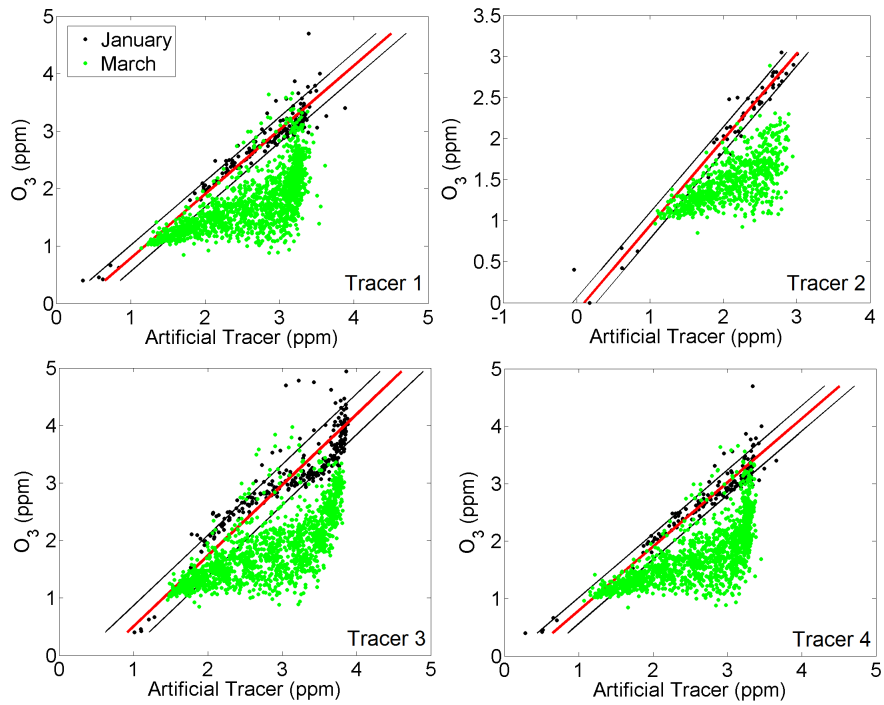 January
March
5
4
3
2
1
0
O3 (ppm)
0 1 2 3 4 5
Artificial Tracer (ppm)
Tracer 1
3.5
3
2.5
2
1.5
1
0.5
0
O3 (ppm)
-1 0 1 2 3 4
Artificial Tracer (ppm)
Tracer 2
5
4
3
2
1
0
O3 (ppm)
0 1 2 3 4 5
Artificial Tracer (ppm)
Tracer 3
5
4
3
2
1
0
O3 (ppm)
0 1 2 3 4 5
Artificial Tracer (ppm)
Tracer 4